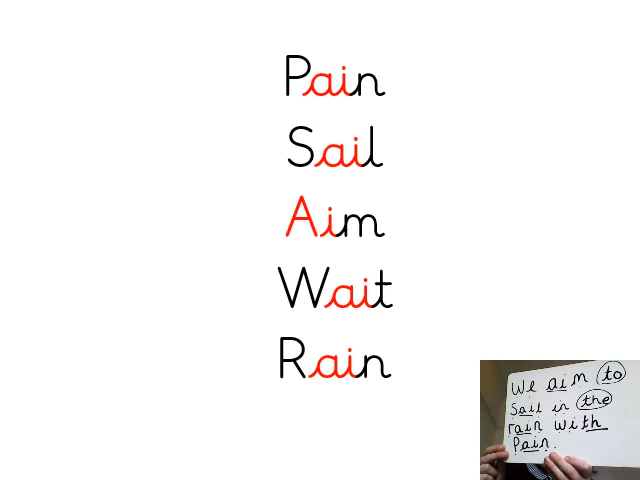 Pain
Sail
Aim
Wait
Rain
We aim to
Sail in the
rain with
Pain.